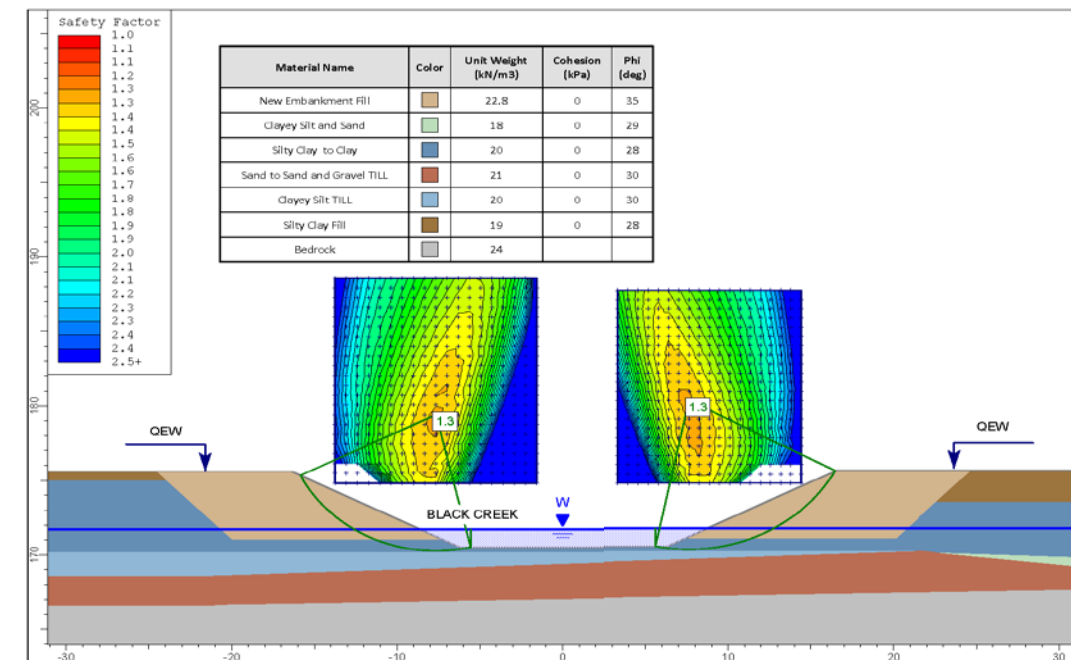 Safety Factor
1.0
1.1
1.1
1.2
1.3
1.3
1.4
1.4
1.5
1.6
1.6
1.7
1.8
1.8
1.9
1.9
2.0
2.1
2.1
2.2
2.3
2.3
2.4
2.4
2.5+
Material Name Color Unit Weight (kN/m3) Cohesion (kPa) Phi (deg)
New Embankment Fill 22.8 0 35
Clayey Silt and Sand 18 0 29
Silty Clay to Clay 20 0 28
Sand to Sand and Gravel TILL 21 0 30
Clayey Silt TILL 20 0 30
Silty Clay Fill 19 0 28
Bedrock 24
200
190
180
170
1.3
1.3
QEW
QEW
BLACK CREEK
W
-30 -20 -10 0 10 20 30